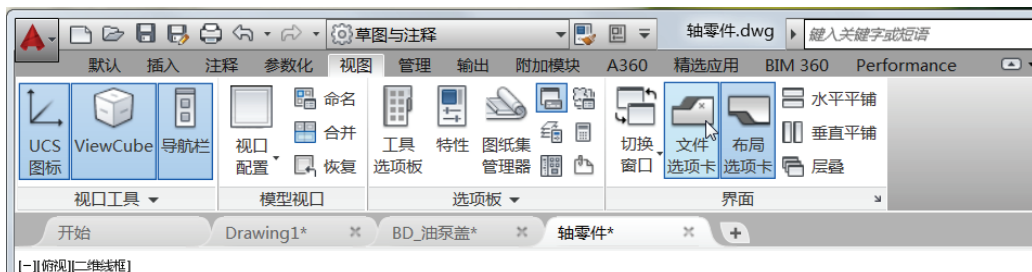 草图与注释 轴零件.dwg 键入关键字或短语
默认 插入 注释 参数化 视图 管理 输出 附加模块 A360 精选应用 BIM 360 Performance
UCS 图标 ViewCube 导航栏 视口 配置 命名 合并 恢复 工具 选项板 特性 图纸集 管理器 切换 窗口 文件 选项卡 布局 选项卡 水平平铺 垂直平铺 层叠
视口工具 模型视口 选项板 界面
开始 Drawing1* BD_油泵盖* 轴零件*
[-][俯视][二维线框]